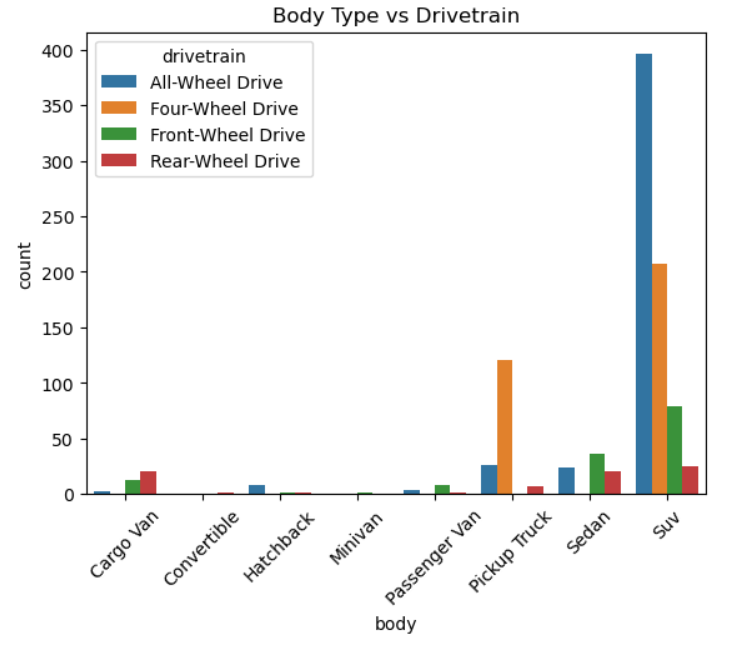 Body Type vs Drivetrain
drivetrain
All-Wheel Drive
Four-Wheel Drive
Front-Wheel Drive
Rear-Wheel Drive
count
400
350
300
250
200
150
100
50
0
Cargo Van
Convertible
Hatchback
Minivan
Passenger Van
Pickup Truck
Sedan
Suv
body